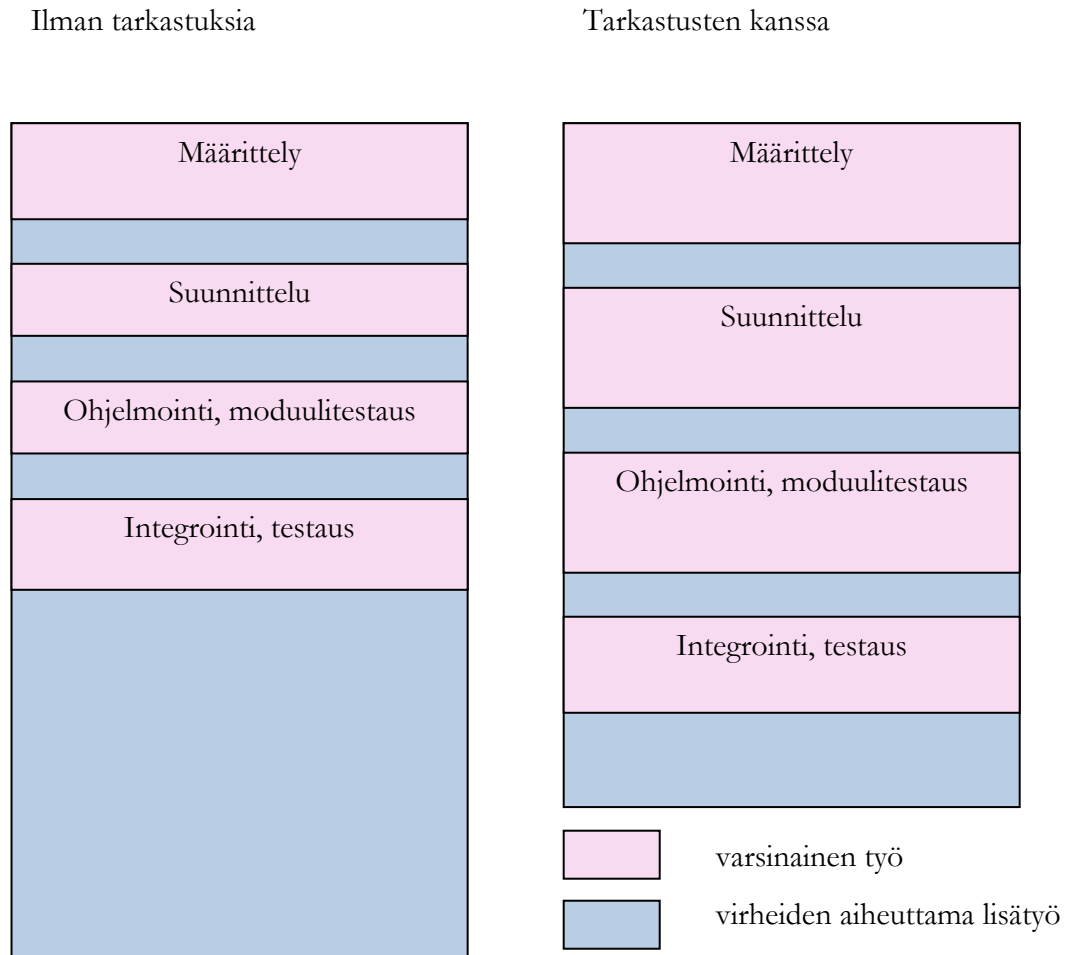 Ilman tarkastuksia
Tarkastusten kanssa
Määrittely
Suunnittelu
Ohjelmointi, moduulitestaus
Integrointi, testaus
Määrittely
Suunnittelu
Ohjelmointi, moduulitestaus
Integrointi, testaus
varsinainen työ
virheiden aiheuttama lisätyö